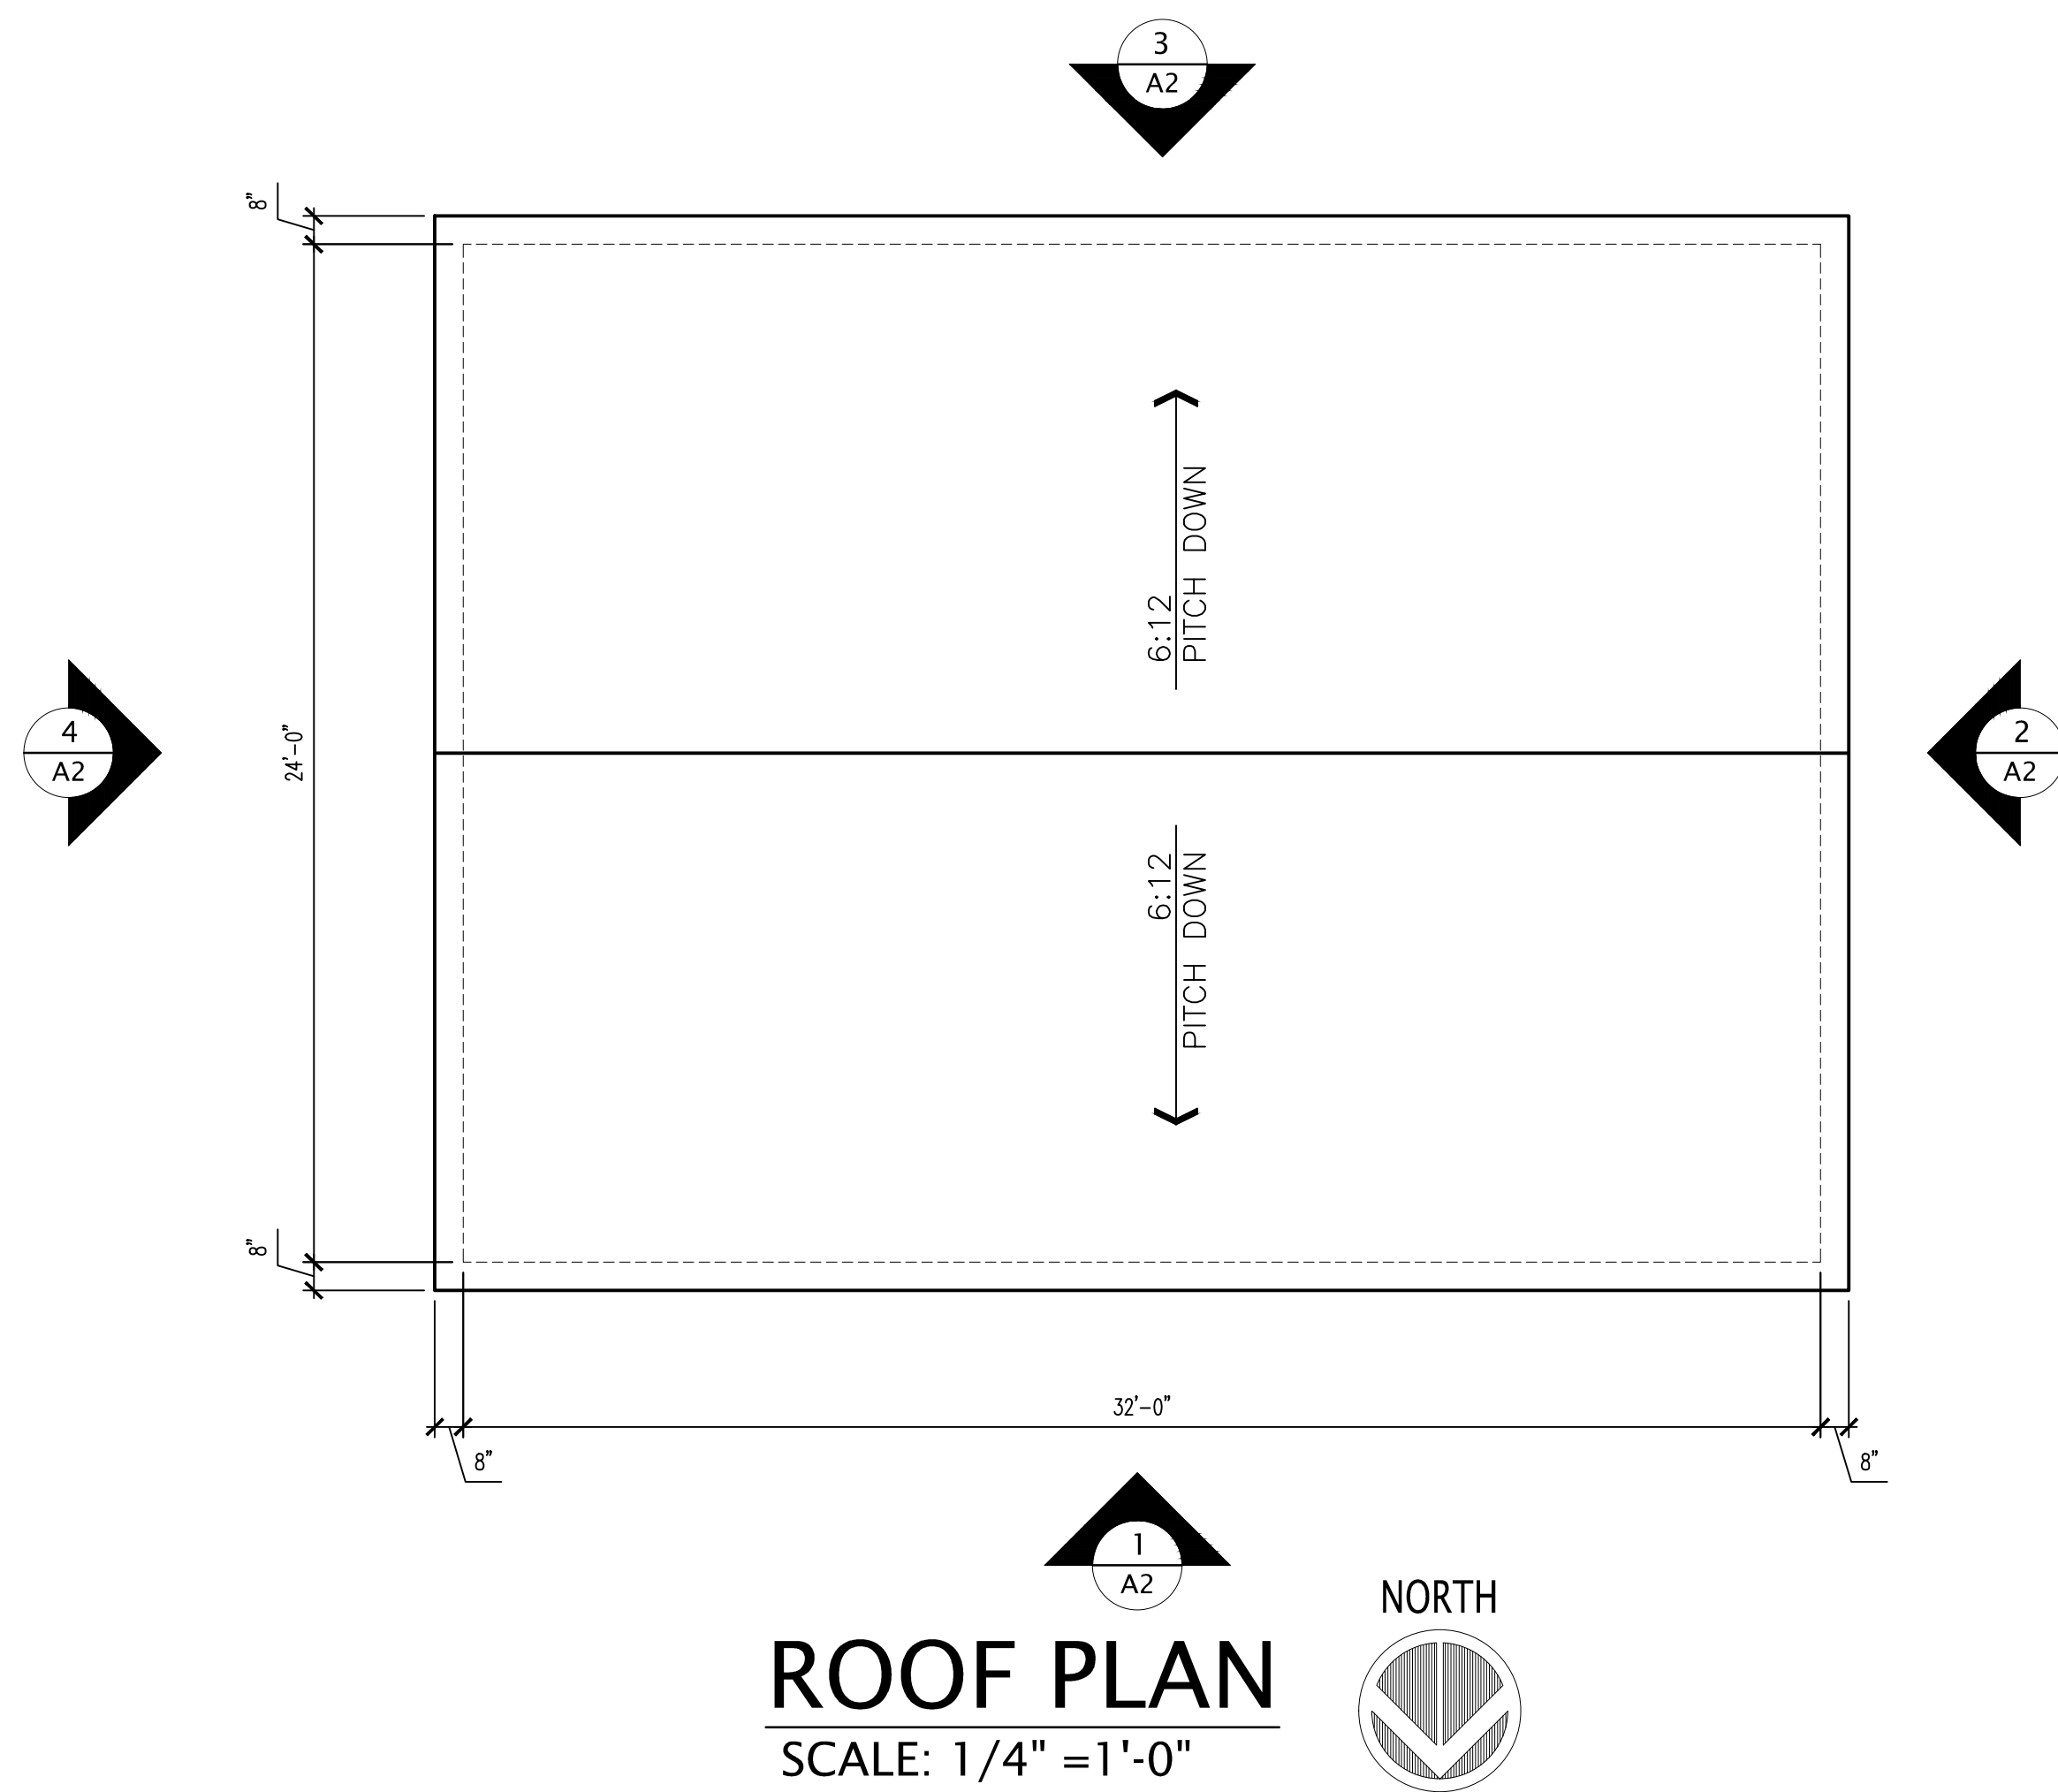 3
A2
8”
6:12
PITCH DOWN
4
A2
24’-0”
2
A2
6:12
PITCH DOWN
8”
32’-0”
8”
8”
1
A2
NORTH
ROOF PLAN
SCALE: 1/4" =1'-0"